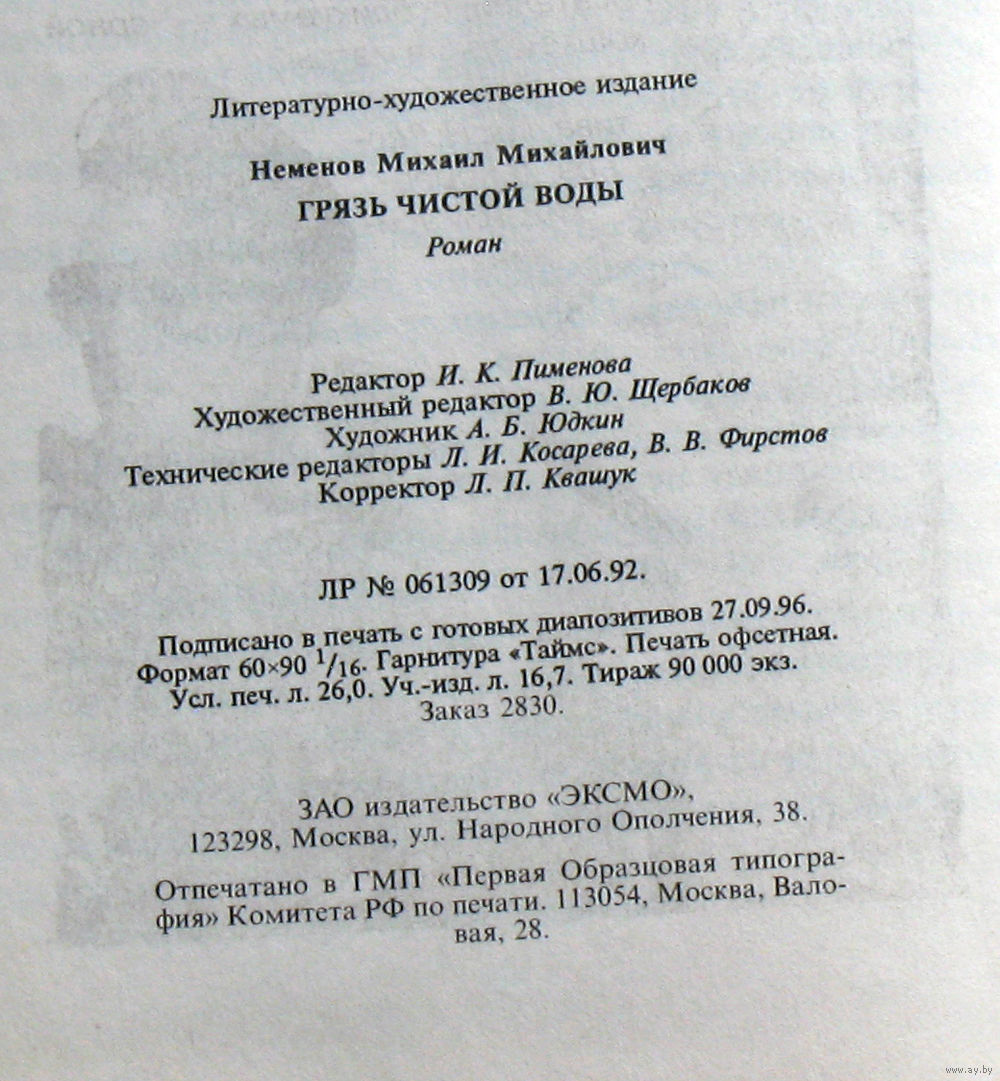 Литературно-художественное издание
Неменов Михаил Михайлович
ГРЯЗЬ ЧИСТОЙ ВОДЫ
Роман
Редактор И. К. Пименова
Художественный редактор В. Ю. Щербаков
Художник А. Б. Юдкин
Технические редакторы Л. И. Косарева, В. В. Фирстов
Корректор Л. П. Квашук
ЛР № 061309 от 17.06.92.
Подписано в печать с готовых диапозитивов 27.09.96.
Формат 60×90 1/16. Гарнитура «Таймс». Печать офсетная.
Усл. печ. л. 26,0. Уч.-изд. л. 16,7. Тираж 90 000 экз.
Заказ 2830.
ЗАО издательство «ЭКСМО»,
123298, Москва, ул. Народного Ополчения, 38.
Отпечатано в ГМП «Первая Образцовая типогра-
фия» Комитета РФ по печати. 113054, Москва, Вало-
вая, 28.
www.ay.by